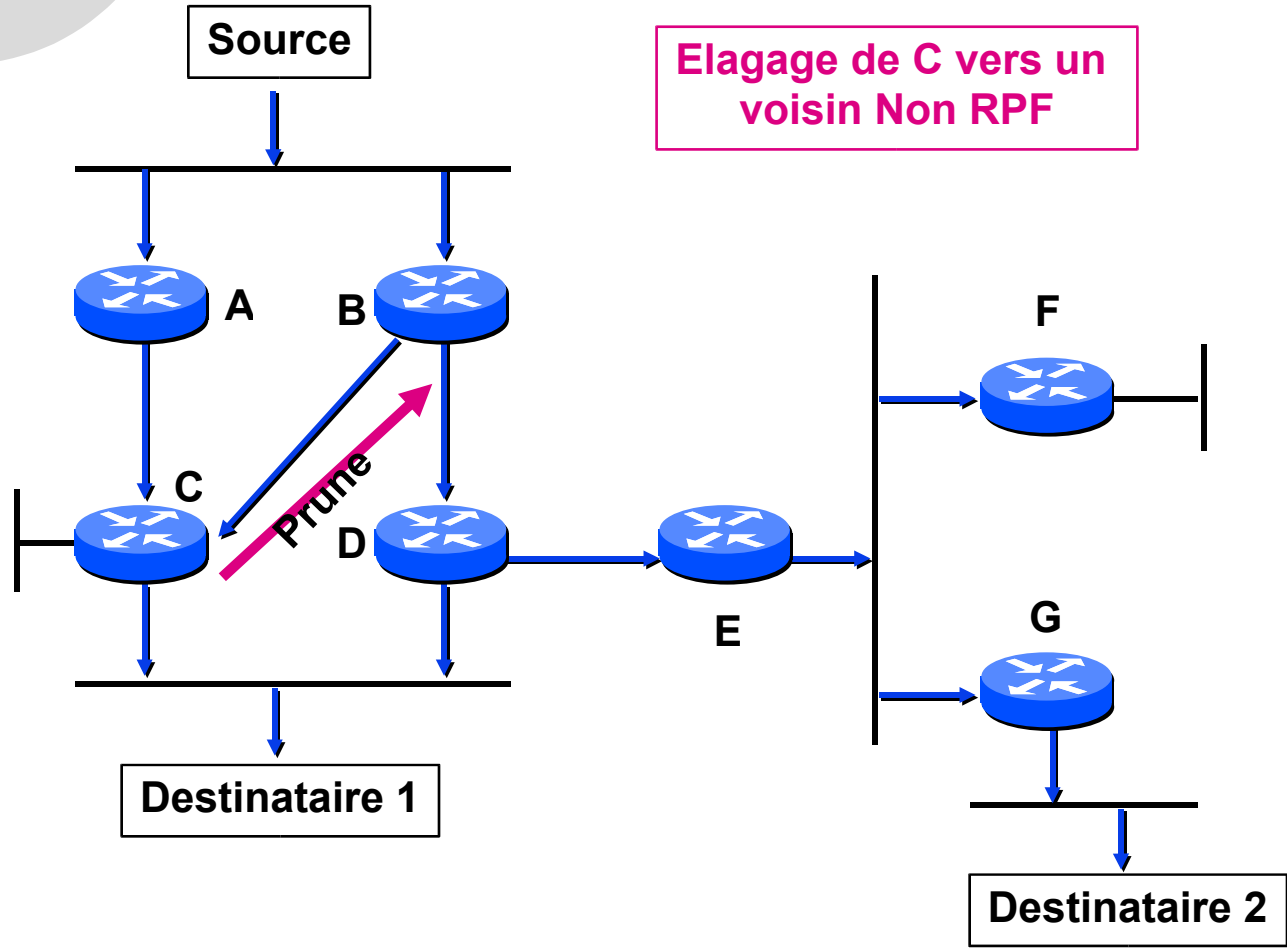 Source
Elagage de C vers un
voisin Non RPF
A
B
F
C
Prune
D
E
G
Destinataire 1
Destinataire 2